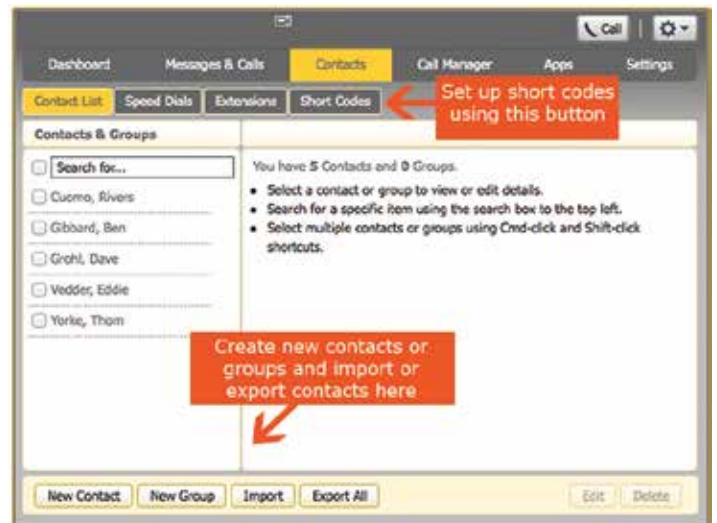 Call
Dashboard Messages & Calls Contacts Call Manager Apps Settings
Contact List Speed Dials Extensions Short Codes
Set up short codes
using this button
Contacts & Groups
Search for...
Cuomo, Rivers
Gibbard, Ben
Grohl, Dave
Vedder, Eddie
Yorke, Thom
You have 5 Contacts and 0 Groups.
• Select a contact or group to view or edit details.
• Search for a specific item using the search box to the top left.
• Select multiple contacts or groups using Cmd-click and Shift-click
shortcuts.
Create new contacts or
groups and import or
export contacts here
New Contact New Group Import Export All Edit Delete